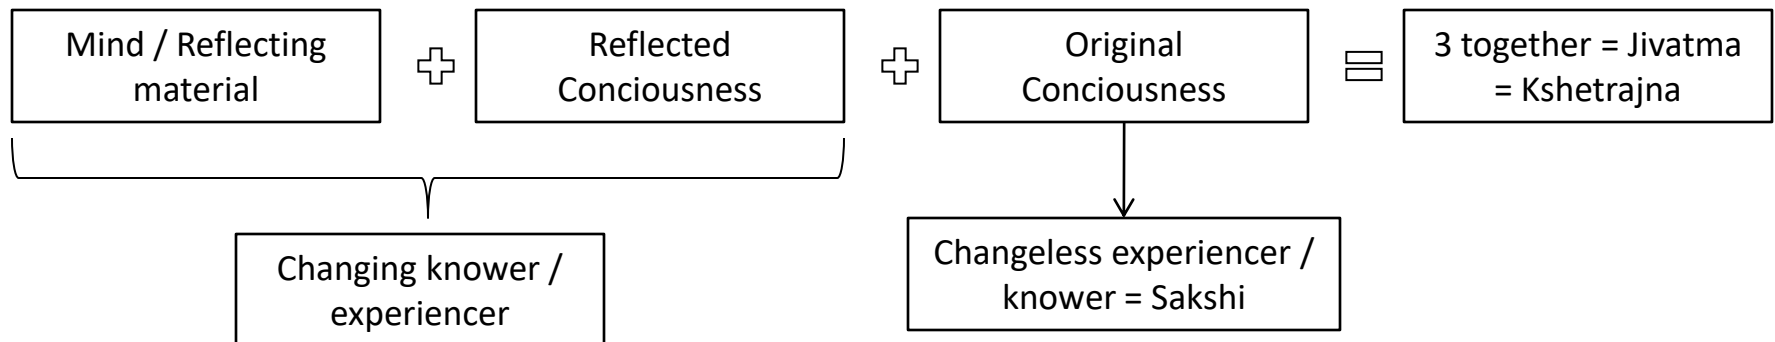 Mind / Reflecting
material
Reflected
Conciousness
Original
Conciousness
3 together = Jivatma
= Kshetrajna
Changing knower /
experiencer
Changeless experiencer /
knower = Sakshi